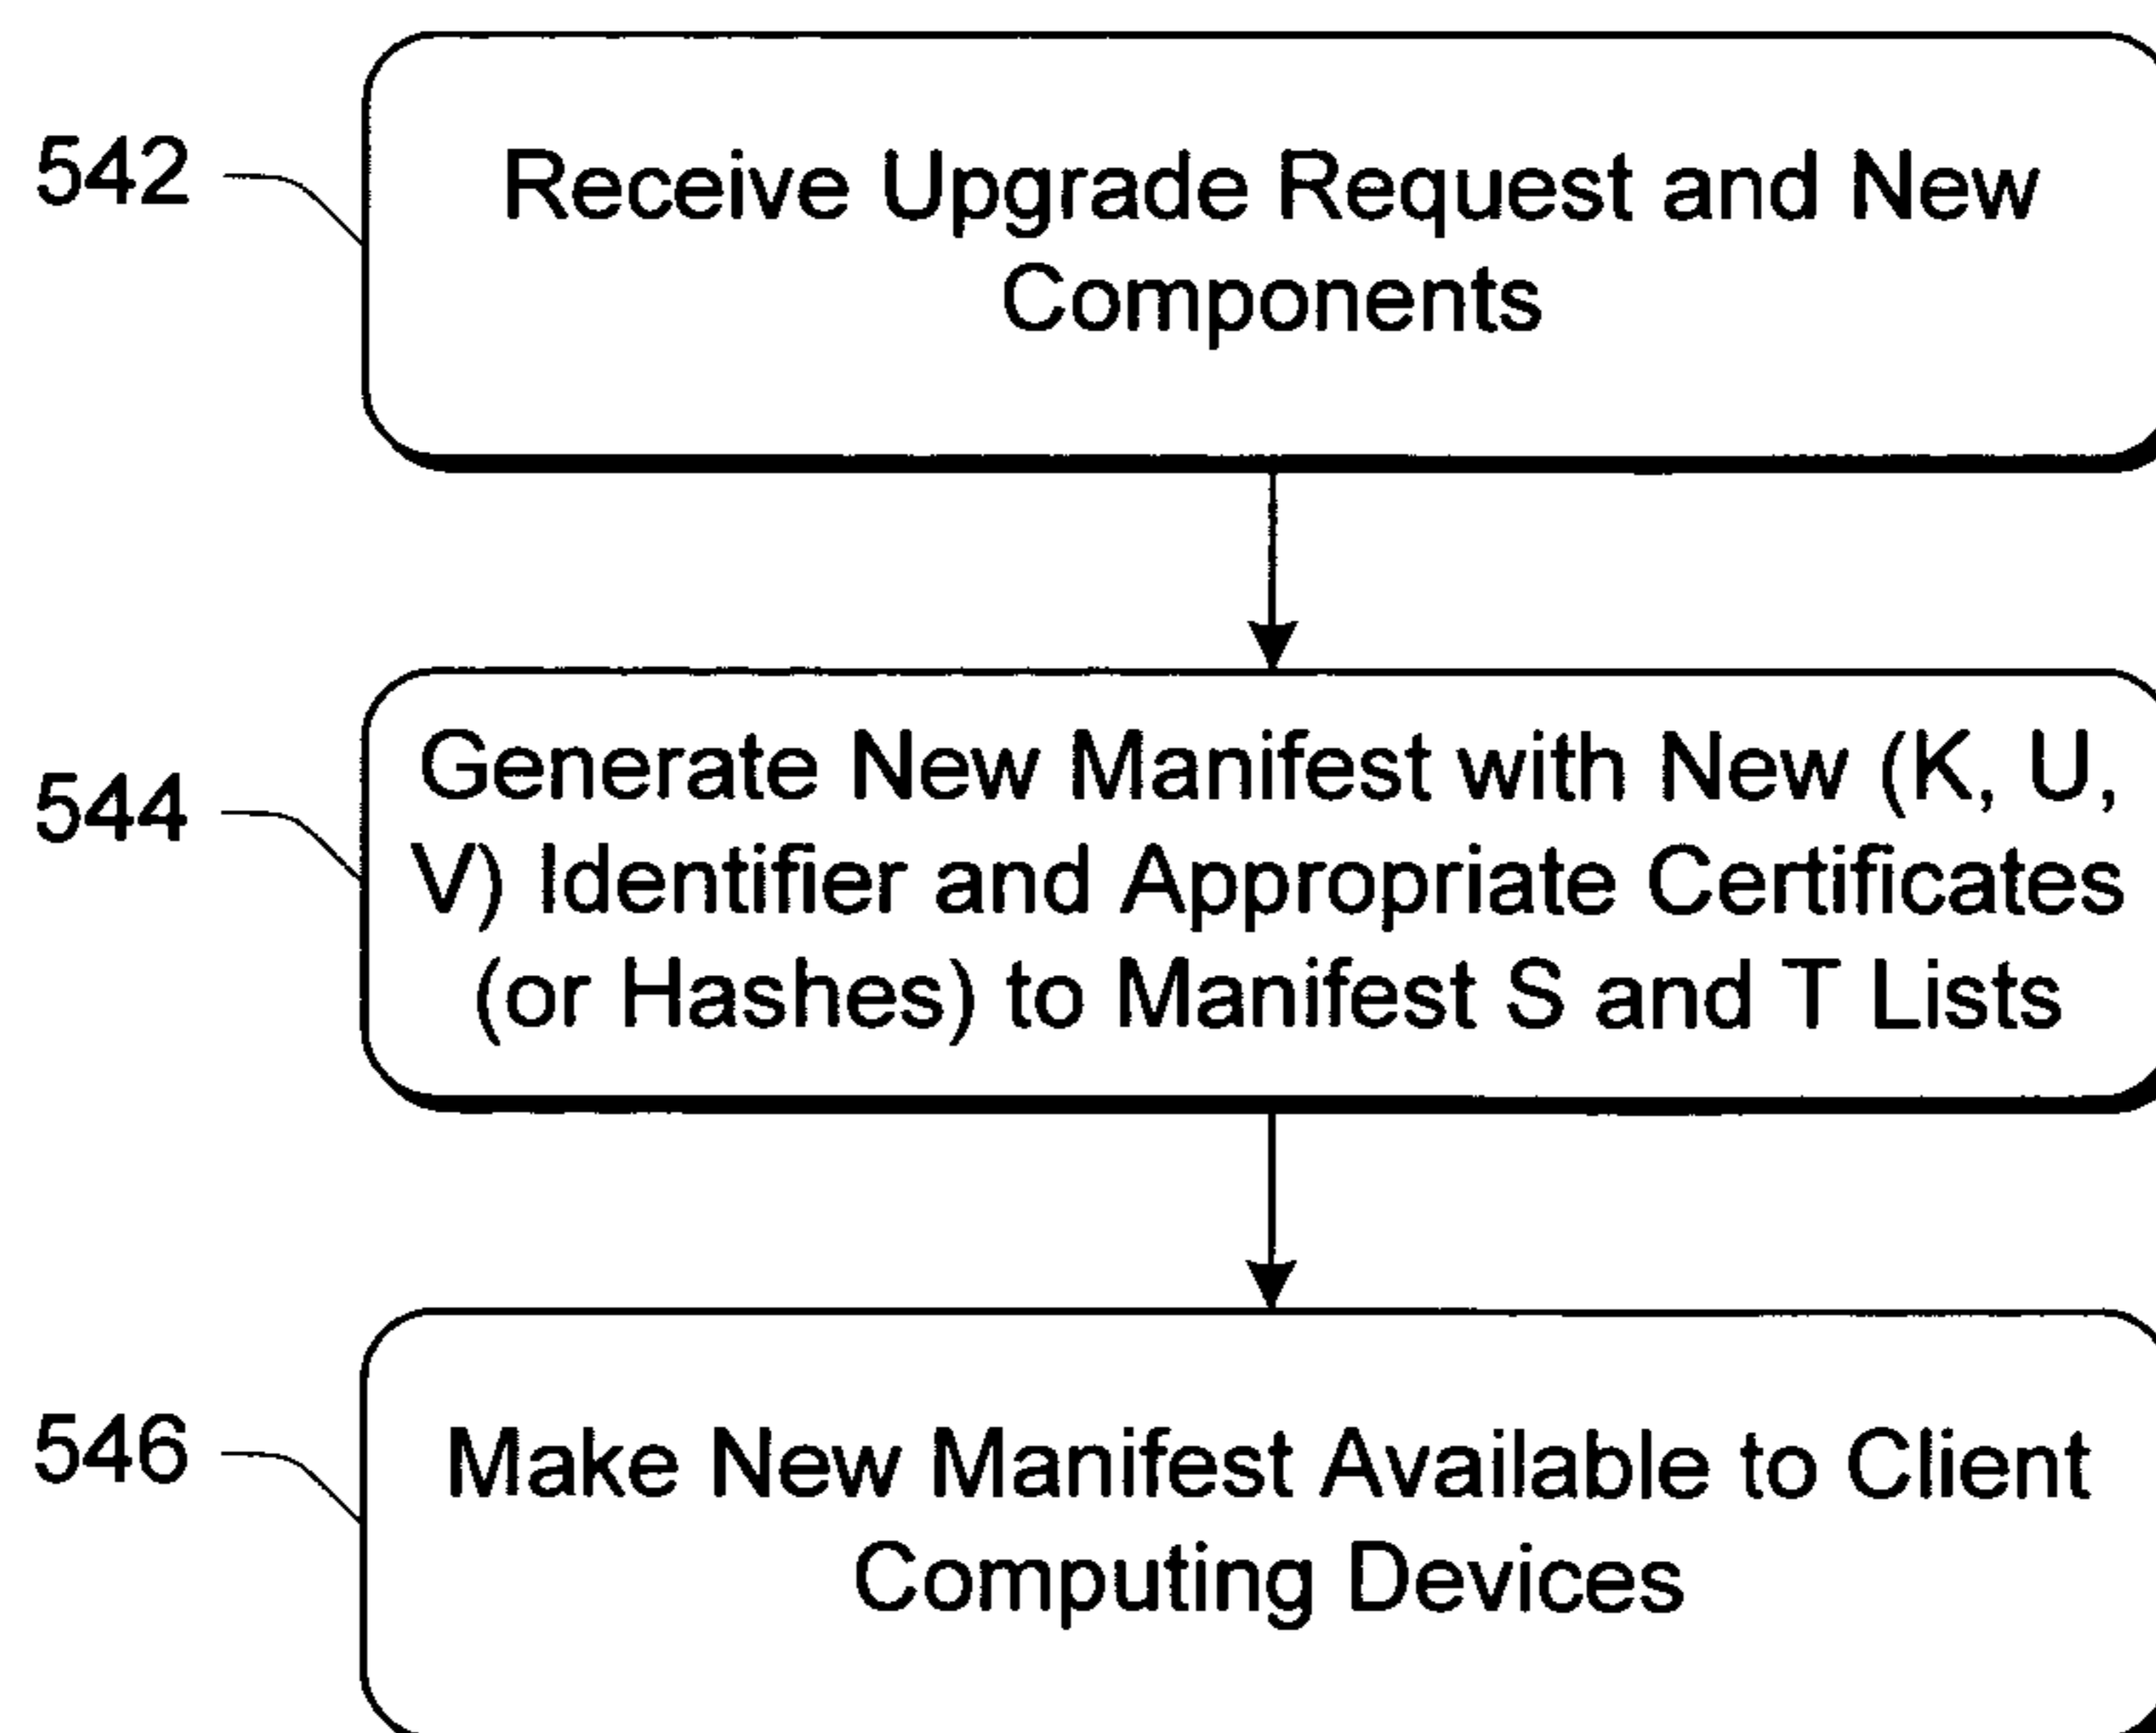 542
Receive Upgrade Request and New
Components
544
Generate New Manifest with New (K, U,
V) Identifier and Appropriate Certificates
(or Hashes) to Manifest S and T Lists
546
Make New Manifest Available to Client
Computing Devices